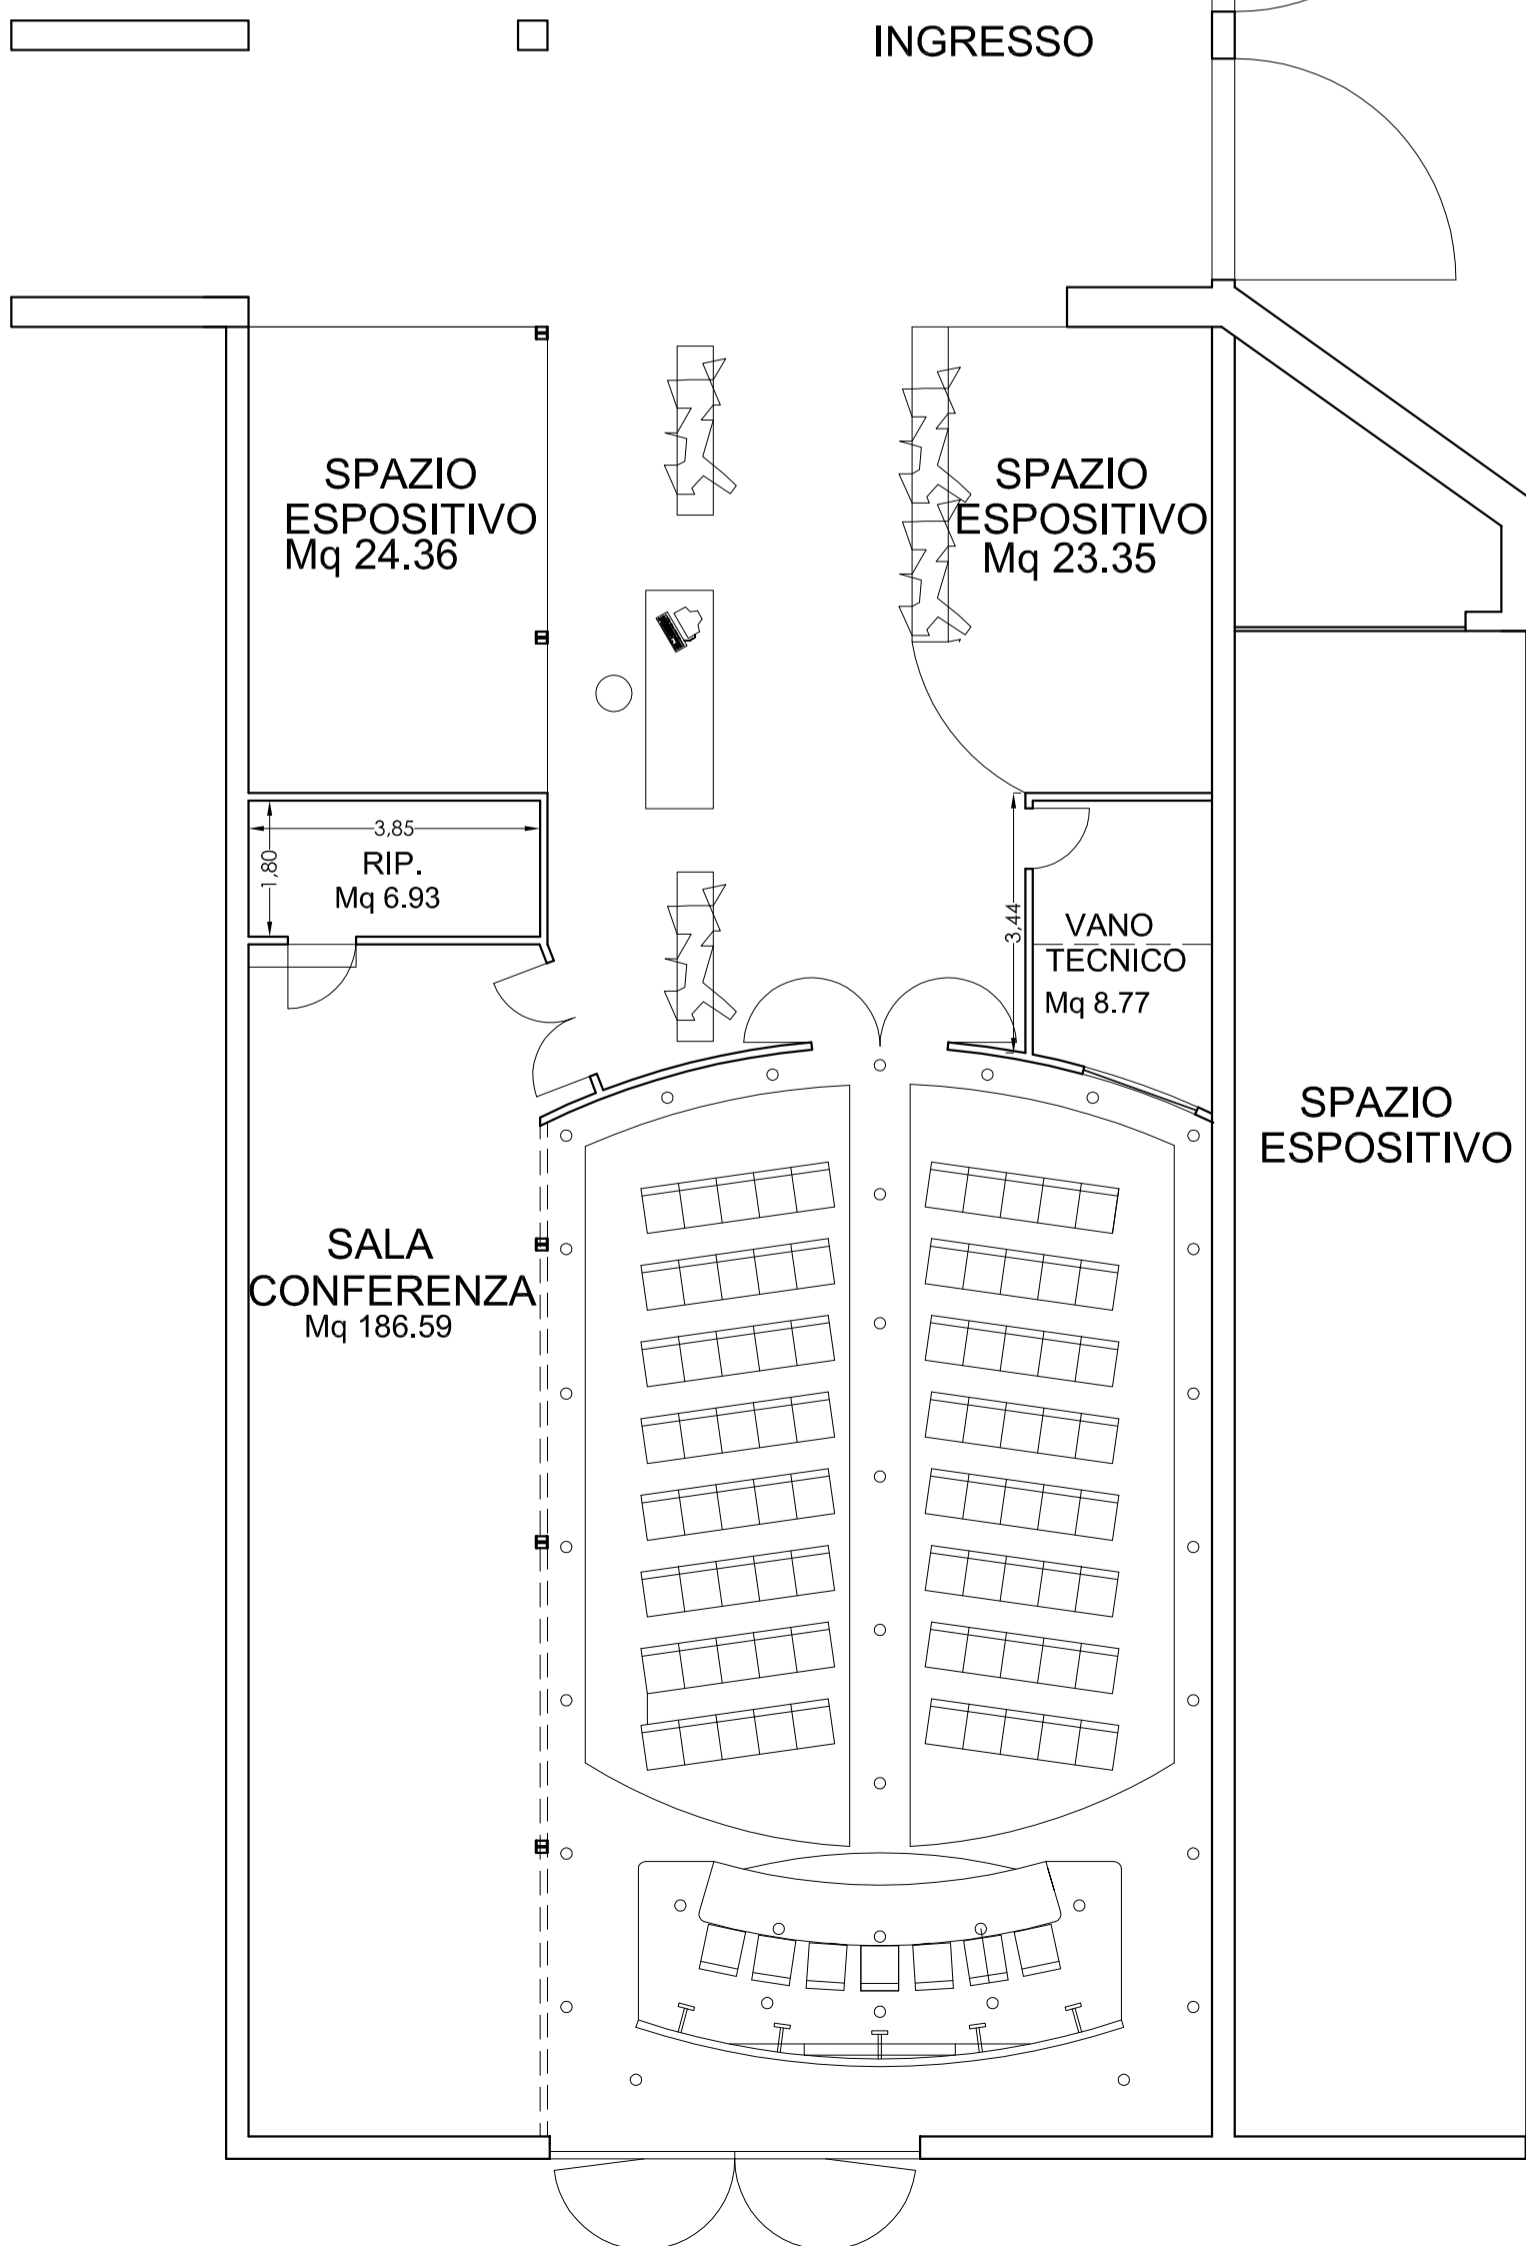 INGRESSO
SPAZIO
ESPOSITIVO
Mq 24.36
SPAZIO
ESPOSITIVO
Mq 23.35
3,85
1,80
RIP.
Mq 6.93
3,44
VANO
TECNICO
Mq 8.77
SPAZIO
ESPOSITIVO
SALA
CONFERENZA
Mq 186.59